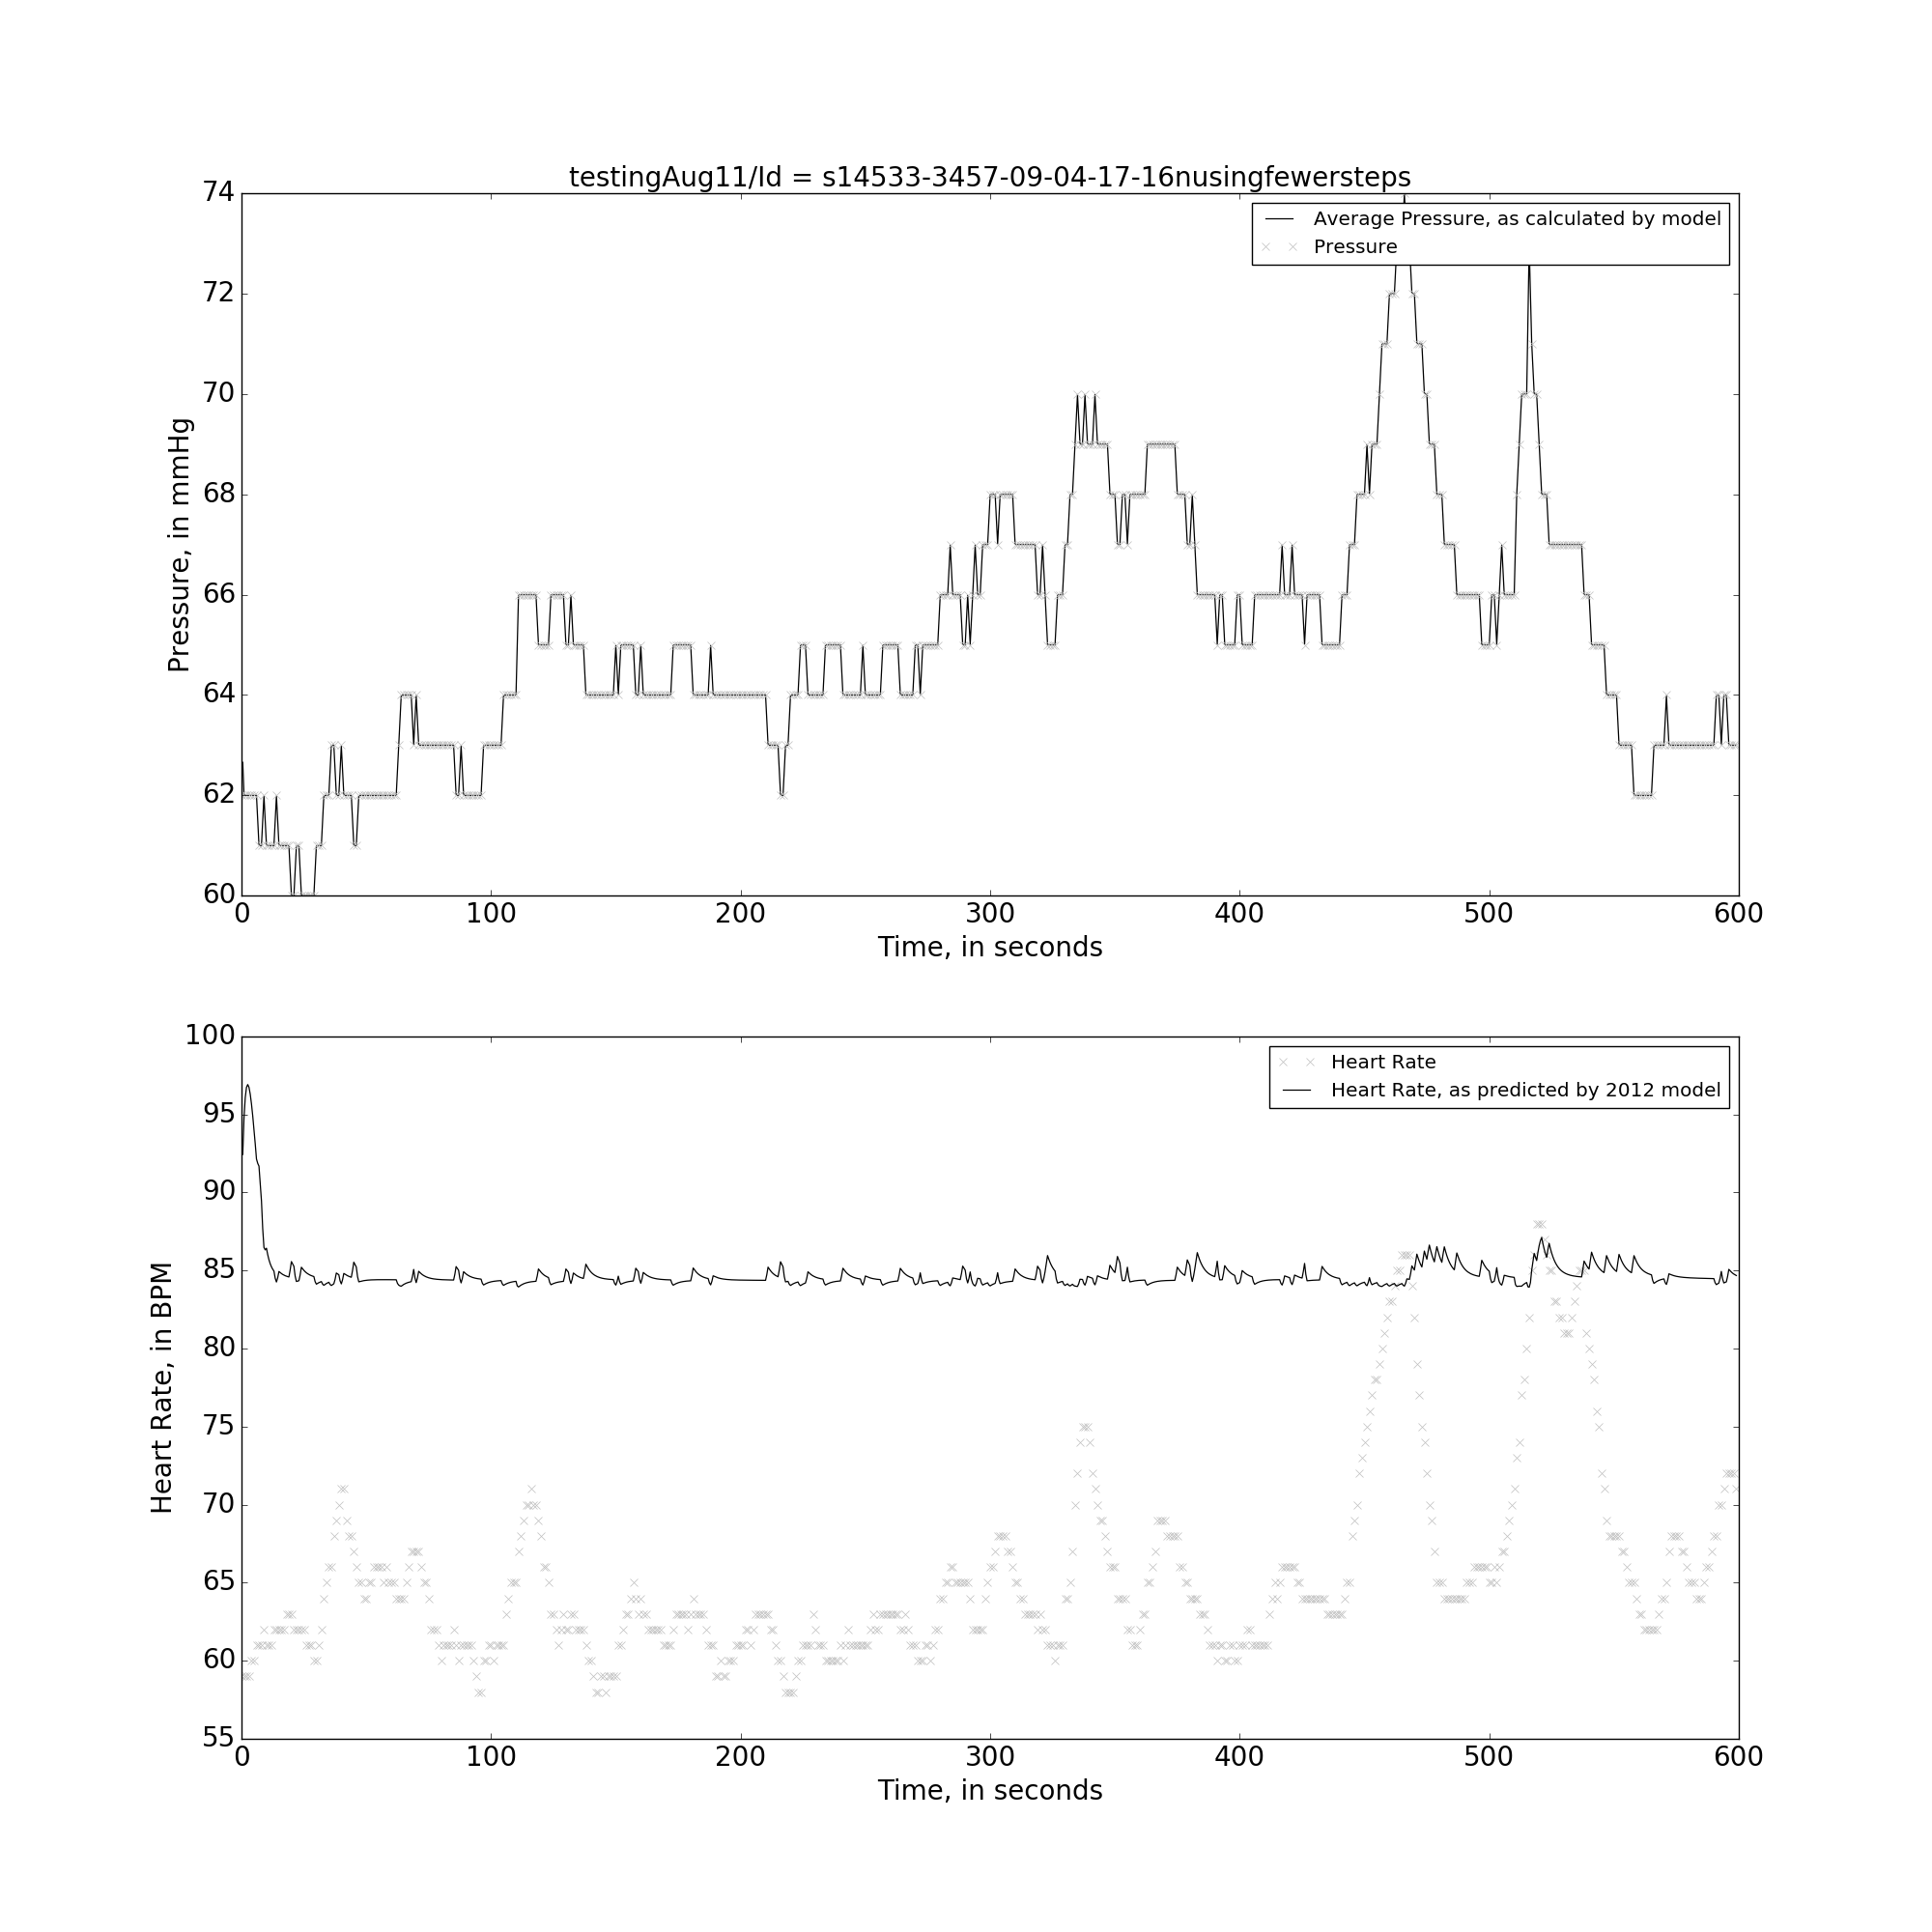 testingAug11/Id = s14533-3457-09-04-17-16nusingfewersteps
74
72
70
68
66
64
62
60
Pressure, in mmHg
Average Pressure, as calculated by model
Pressure
0 100 200 300 400 500 600
Time, in seconds
100
95
90
85
80
75
70
65
60
55
Heart Rate, in BPM
Heart Rate
Heart Rate, as predicted by 2012 model
0 100 200 300 400 500 600
Time, in seconds